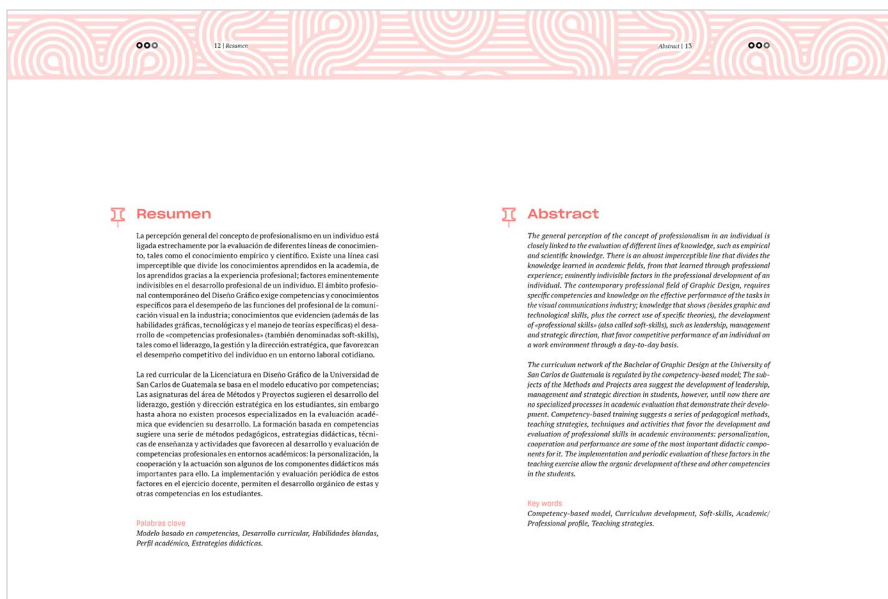 12 | Resumen
Abstract | 13
Resumen
La percepción general del concepto de profesionalismo en un individuo está
ligada estrechamente por la evaluación de diferentes líneas de conocimien-
to, tales como el conocimiento empírico y científico. Existe una línea casi
imperceptible que divide los conocimientos aprendidos en la academia, de
los aprendidos gracias a la experiencia profesional; factores eminentemente
indivisibles en el desarrollo profesional de un individuo. El ámbito profesio-
nal contemporáneo del Diseño Gráfico exige competencias y conocimientos
específicos para el desempeño de las funciones del profesional de la comuni-
cación visual en la industria; conocimientos que evidencien (además de las
habilidades gráficas, tecnológicas y el manejo de teorías específicas) el desa-
rrollo de «competencias profesionales» (también denominadas soft-skills),
tales como el liderazgo, la gestión y la dirección estratégica, que favorezcan
el desempeño competitivo del individuo en un entorno laboral cotidiano.
La red curricular de la Licenciatura en Diseño Gráfico de la Universidad de
San Carlos de Guatemala se basa en el modelo educativo por competencias;
Las asignaturas del área de Métodos y Proyectos sugieren el desarrollo del
liderazgo, gestión y dirección estratégica en los estudiantes, sin embargo
hasta ahora no existen procesos especializados en la evaluación acadé-
mica que evidencien su desarrollo. La formación basada en competencias
sugiere una serie de métodos pedagógicos, estrategias didácticas, técni-
cas de enseñanza y actividades que favorecen al desarrollo y evaluación de
competencias profesionales en entornos académicos: la personalización, la
cooperación y la actuación son algunos de los componentes didácticos más
importantes para ello. La implementación y evaluación periódica de estos
factores en el ejercicio docente, permiten el desarrollo orgánico de estas y
otras competencias en los estudiantes.
Palabras clave
Modelo basado en competencias, Desarrollo curricular, Habilidades blandas,
Perfil académico, Estrategias didácticas.
Abstract
The general perception of the concept of professionalism in an individual is
closely linked to the evaluation of different lines of knowledge, such as empirical
and scientific knowledge. There is an almost imperceptible line that divides the
knowledge learned in academic fields, from that learned through professional
experience; eminently indivisible factors in the professional development of an
individual. The contemporary professional field of Graphic Design, requires
specific competencies and knowledge on the effective performance of the tasks in
the visual communications industry; knowledge that shows (besides graphic and
technological skills, plus the correct use of specific theories), the development
of «professional skills» (also called soft-skills), such as leadership, management
and strategic direction, that favor competitive performance of an individual on
a work environment through a day-to-day basis.
The curriculum network of the Bachelor of Graphic Design at the University of
San Carlos de Guatemala is regulated by the competency-based model; The sub-
jects of the Methods and Projects area suggest the development of leadership,
management and strategic direction in students, however, until now there are
no specialized processes in academic evaluation that demonstrate their develo-
pment. Competency-based training suggests a series of pedagogical methods,
teaching strategies, techniques and activities that favor the development and
evaluation of professional skills in academic environments: personalization,
cooperation and performance are some of the most important didactic compo-
nents for it. The implementation and periodic evaluation of these factors in the
teaching exercise allow the organic development of these and other competencies
in the students.
Key words
Competency-based model, Curriculum development, Soft-skills, Academic/
Professional profile, Teaching strategies.